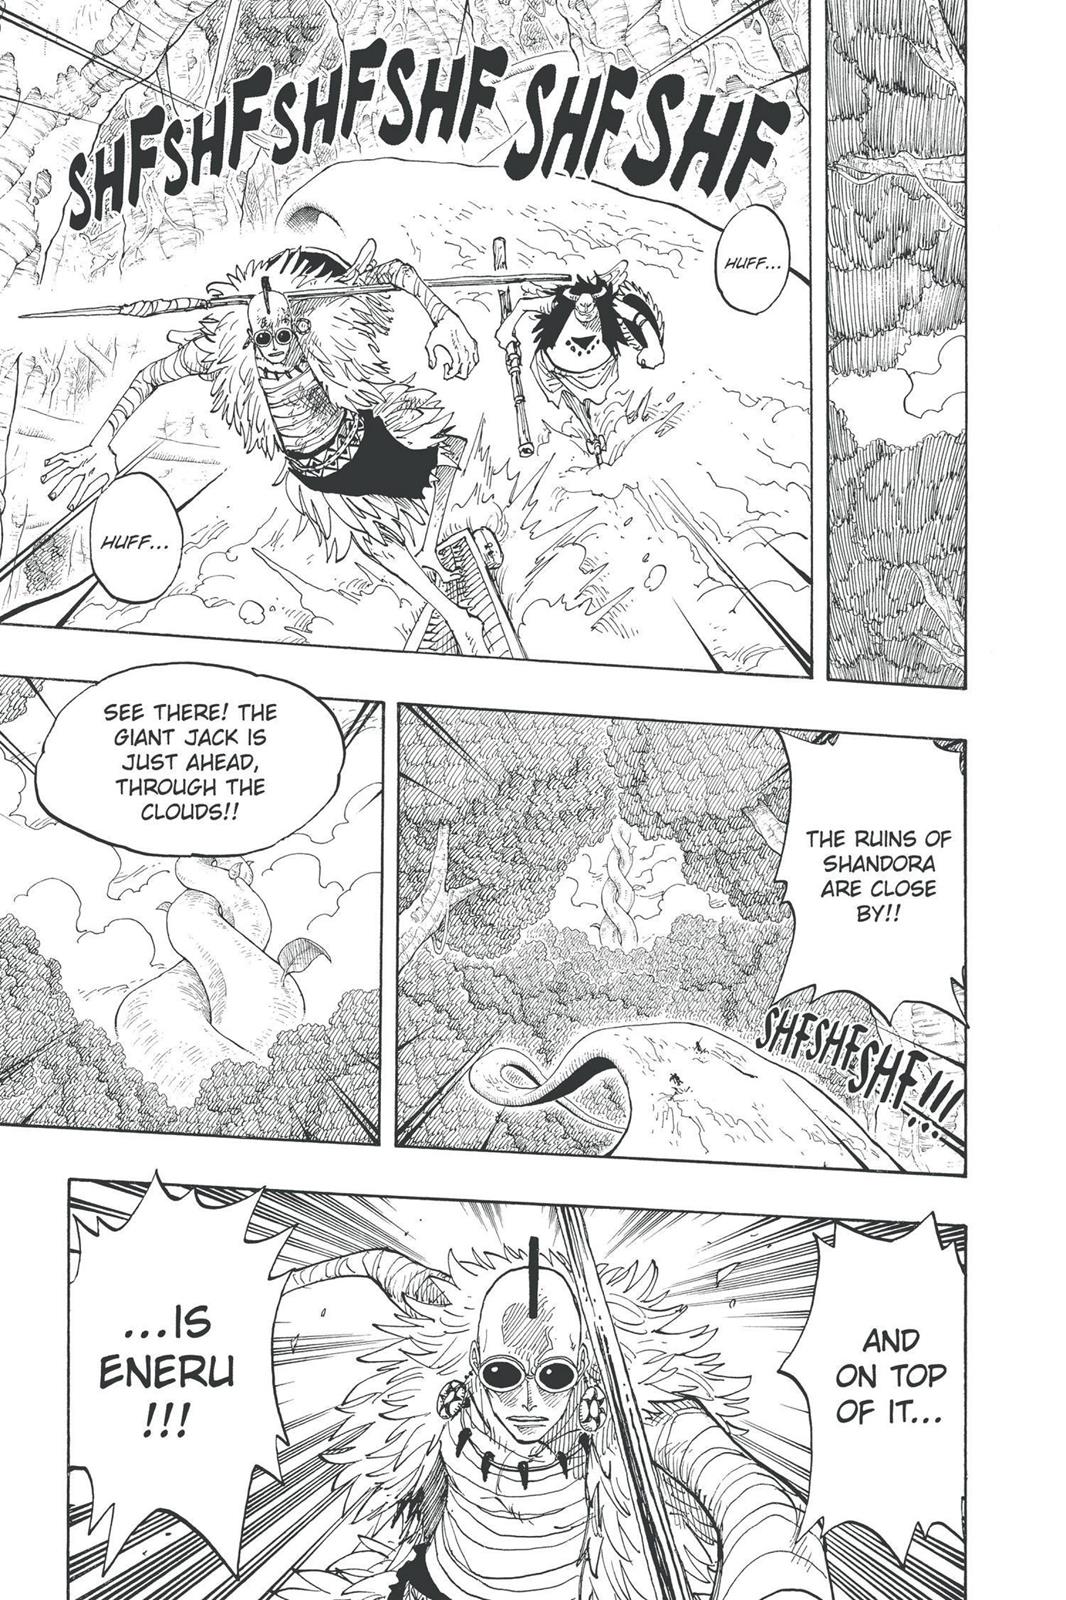 SHFSHFSHFSHF SHFSHF
HUFF...
HUFF...
THE RUINS OF
SHANDORA
ARE CLOSE
BY!!
SHFSHFSHF...!!!
SEE THERE! THE
GIANT JACK IS
JUST AHEAD,
THROUGH THE
CLOUDS!!
AND
ON TOP
OF IT...
...IS
ENERU
!!!